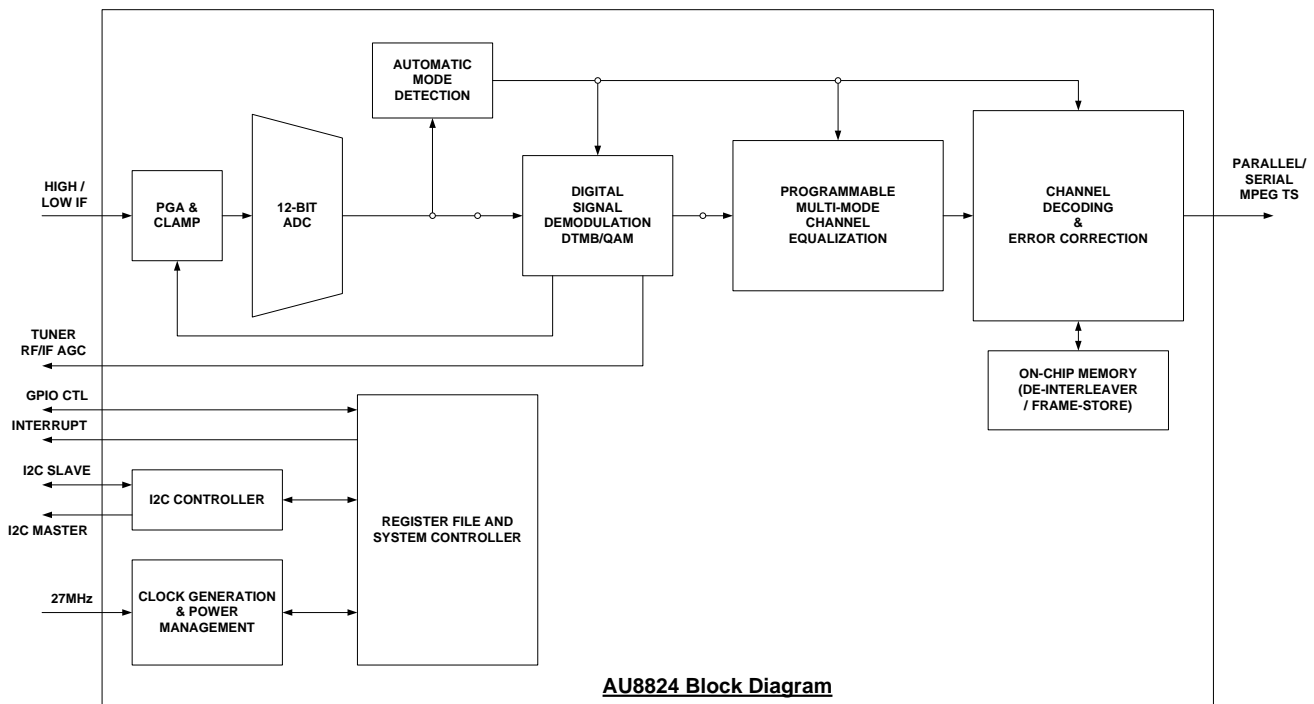 AUTOMATIC
MODE
DETECTION
HIGH /
LOW IF
PGA &
CLAMP
12-BIT
ADC
DIGITAL
SIGNAL
DEMODULATION
DTMB/QAM
PROGRAMMABLE
MULTI-MODE
CHANNEL
EQUALIZATION
CHANNEL
DECODING
&
ERROR CORRECTION
PARALLEL/
SERIAL
MPEG TS
TUNER
RF/IF AGC
ON-CHIP MEMORY
(DE-INTERLEAVER
/ FRAME-STORE)
GPIO CTL
INTERRUPT
I2C SLAVE
I2C MASTER
I2C CONTROLLER
REGISTER FILE AND
SYSTEM CONTROLLER
27MHz
CLOCK GENERATION
& POWER
MANAGEMENT
AU8824 Block Diagram